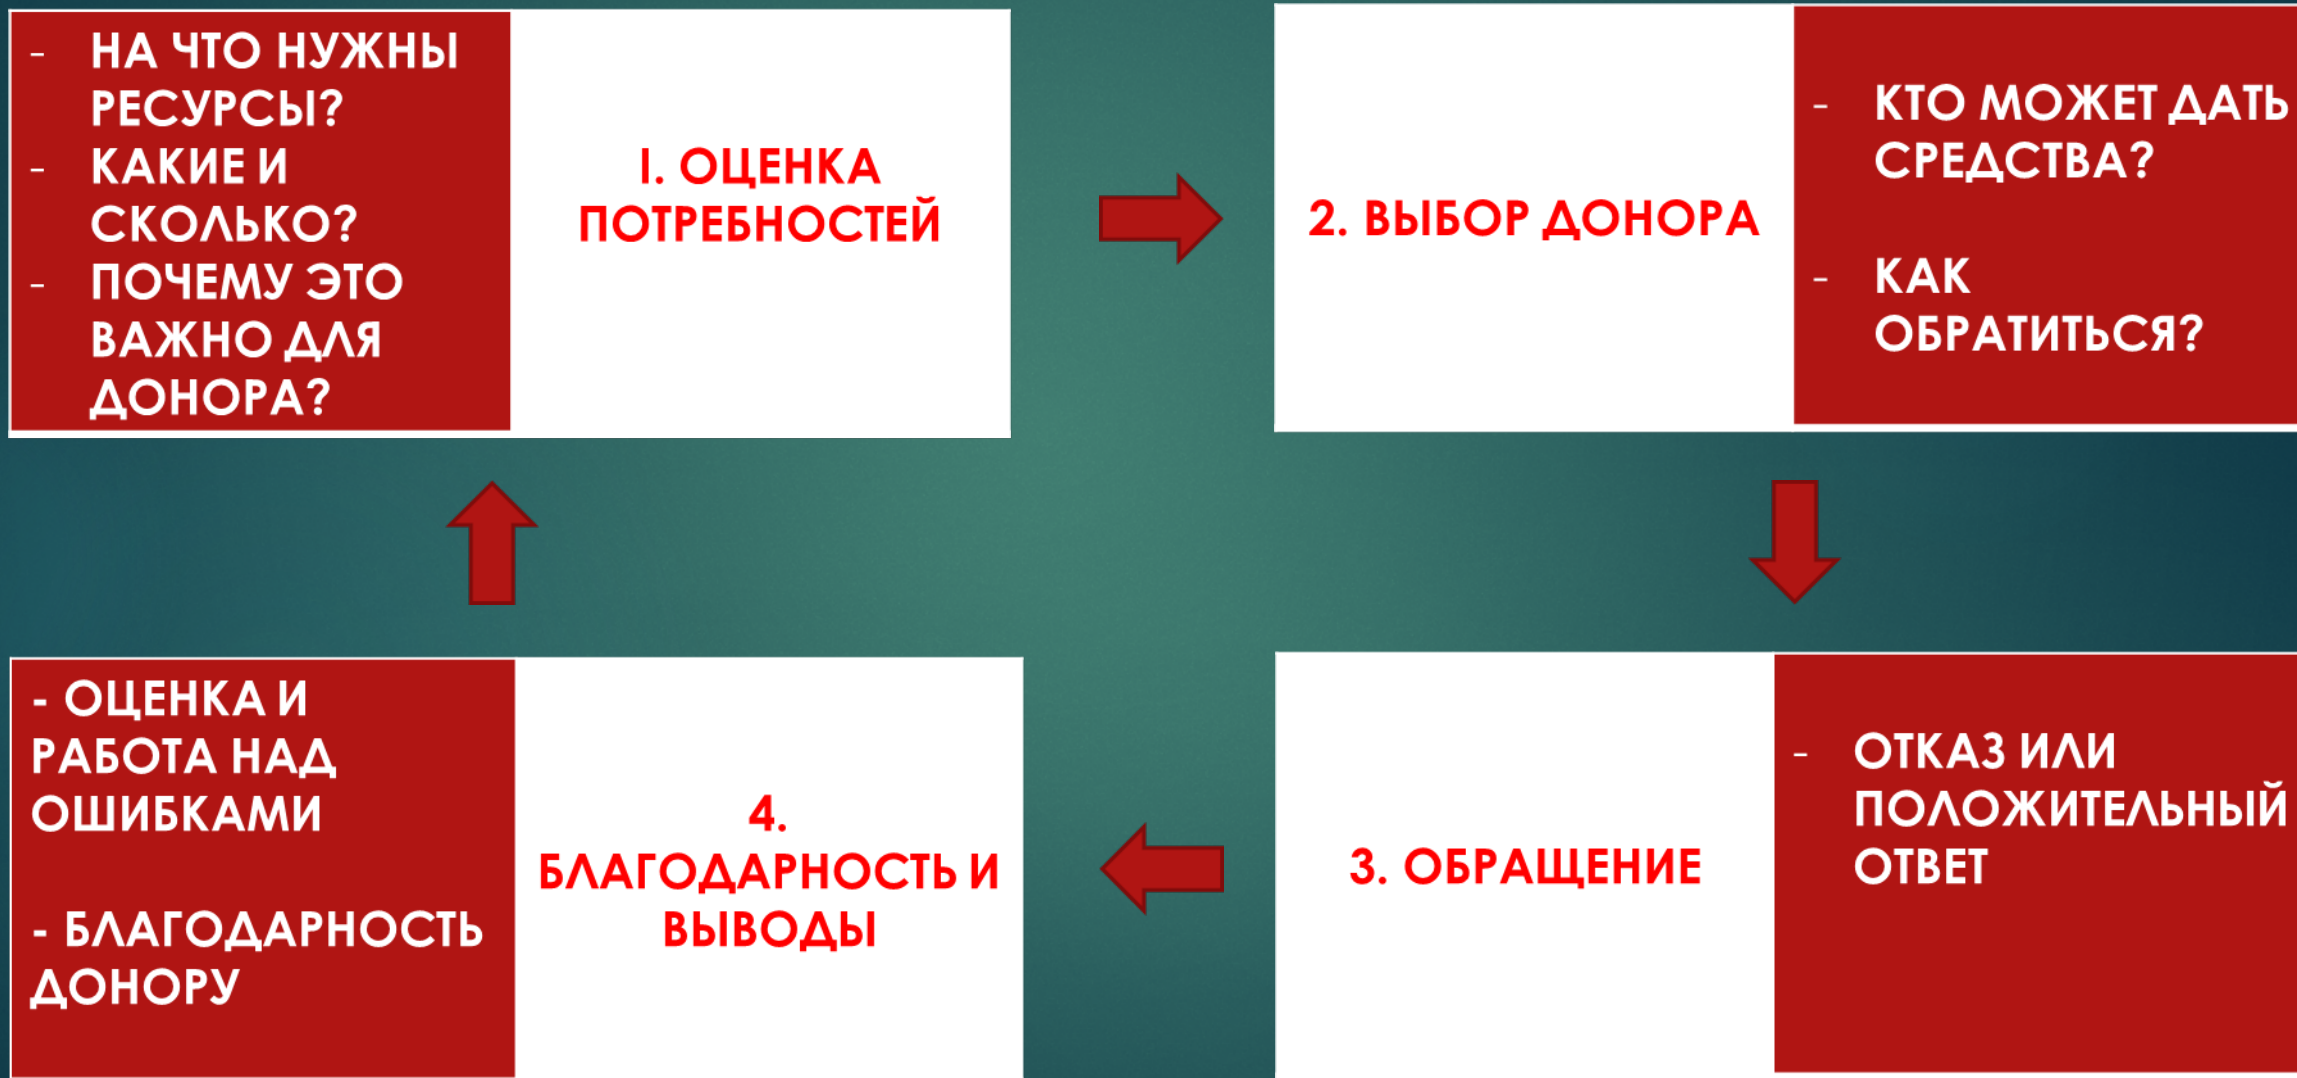 - НА ЧТО НУЖНЫ
РЕСУРСЫ?
- КАКИЕ И
СКОЛЬКО?
- ПОЧЕМУ ЭТО
ВАЖНО ДЛЯ
ДОНОРА?
I. ОЦЕНКА
ПОТРЕБНОСТЕЙ
2. ВЫБОР ДОНОРА
- КТО МОЖЕТ ДАТЬ
СРЕДСТВА?
- КАК
ОБРАТИТЬСЯ?
- ОЦЕНКА И
РАБОТА НАД
ОШИБКАМИ
- БЛАГОДАРНОСТЬ
ДОНОРУ
4.
БЛАГОДАРНОСТЬ И
ВЫВОДЫ
3. ОБРАЩЕНИЕ
- ОТКАЗ ИЛИ
ПОЛОЖИТЕЛЬНЫЙ
ОТВЕТ